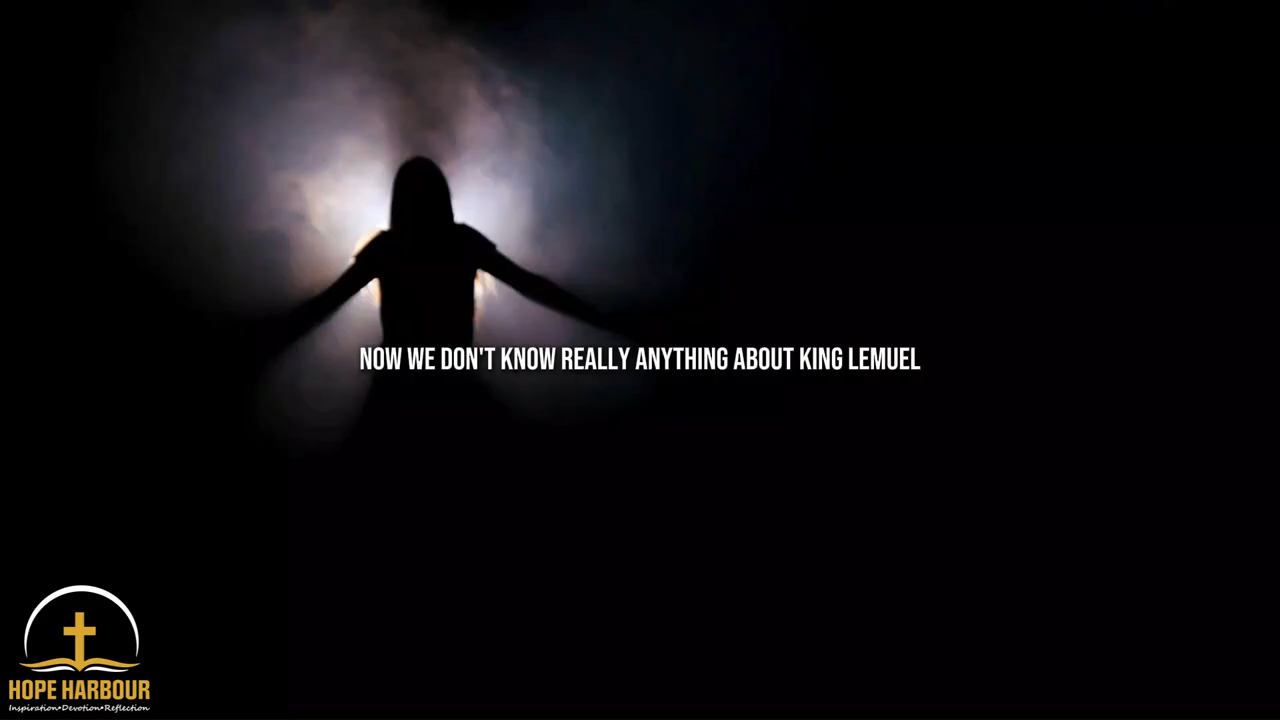 NOW WE DON'T KNOW REALLY ANYTHING ABOUT KING LEMUEL
HOPE HARBOUR
Inspiration•Devotion•Reflection